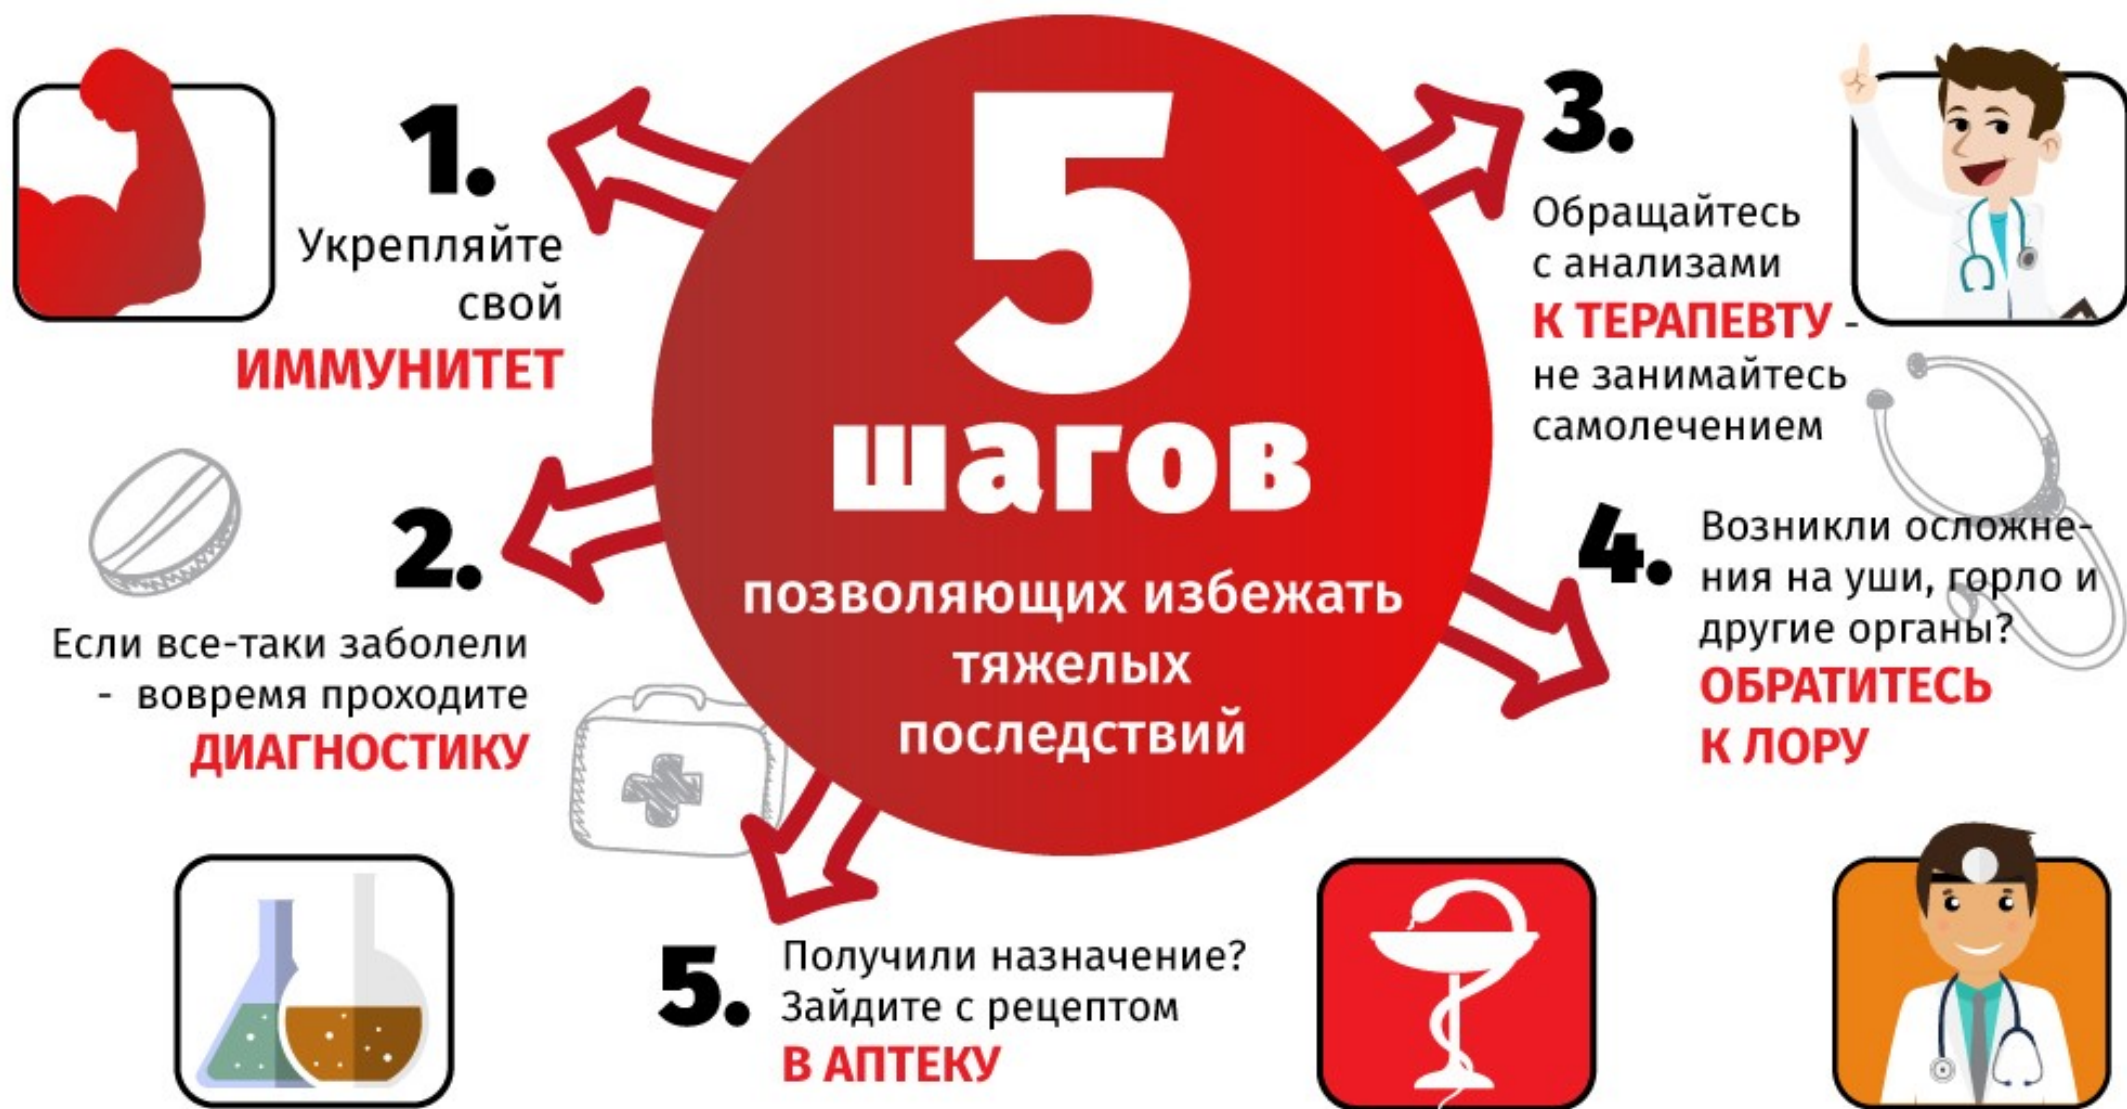 5
шагов
позволяющих избежать
тяжелых
последствий
1.
Укрепляйте
свой
ИММУНИТЕТ
2.
Если все-таки заболели
- вовремя проходите
ДИАГНОСТИКУ
3.
Обращайтесь
с анализами
К ТЕРАПЕВТУ -
не занимайтесь
самолечением
4.
Возникли осложне-
ния на уши, горло и
другие органы?
ОБРАТИТЕСЬ
К ЛОРУ
5.
Получили назначение?
Зайдите с рецептом
В АПТЕКУ